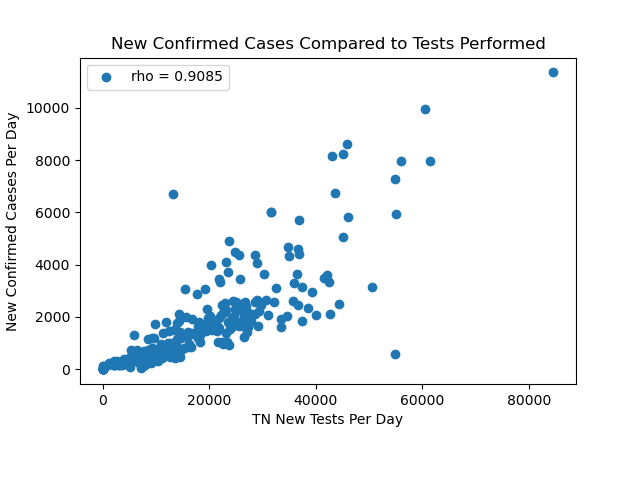 New Confirmed Cases Compared to Tests Performed
rho = 0.9085
New Confirmed Caeses Per Day
10000
8000
6000
4000
2000
0
0 20000 40000 60000 80000
TN New Tests Per Day